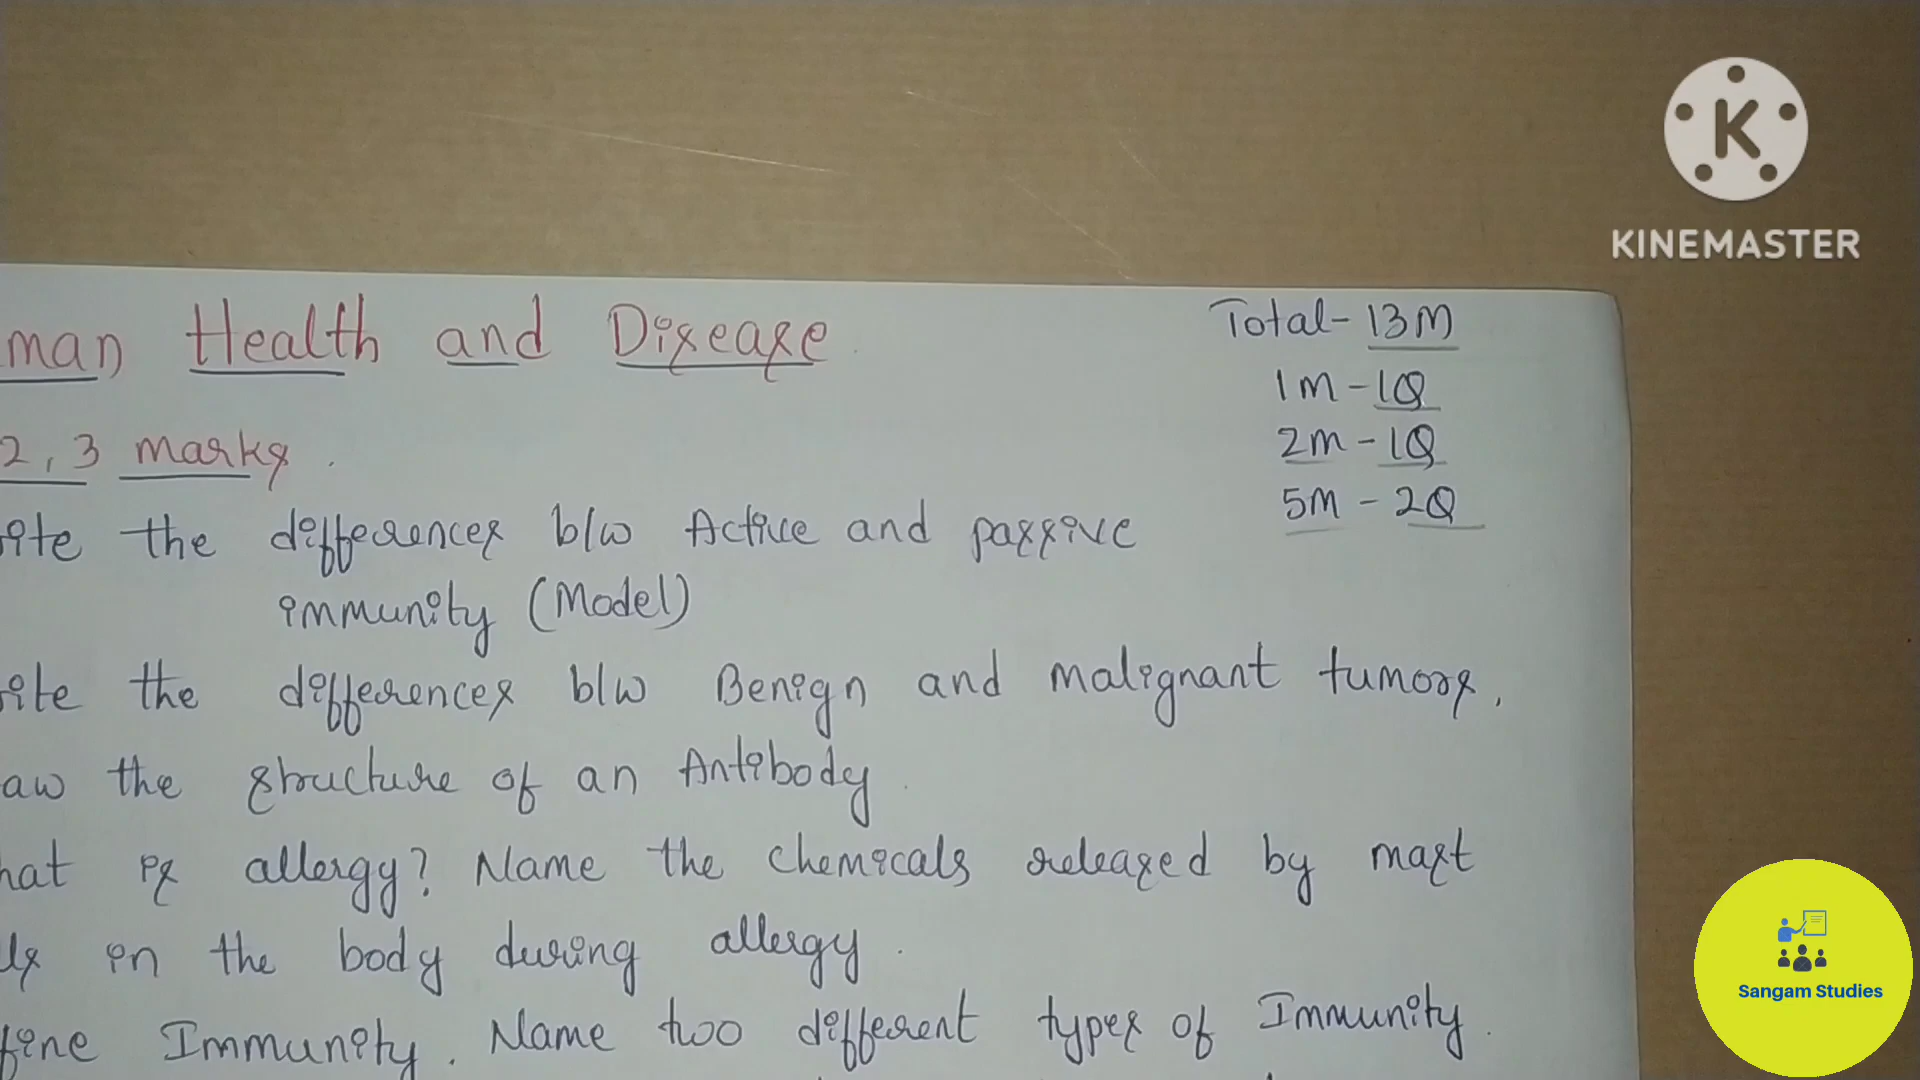 KINEMASTER
man Health and Disease
Total- 13M
1M - 1Q
2, 3 marks.
2M - 1Q
5M - 2Q
rite the differences b/w Active and passive
immunity (Model)
rite the differences b/w Benign and malignant tumors.
aw the structure of an Antibody.
hat is allergy? Name the chemicals released by mast
lls in the body during allergy.
fine Immunity. Name two different types of Immunity.
Sangam Studies